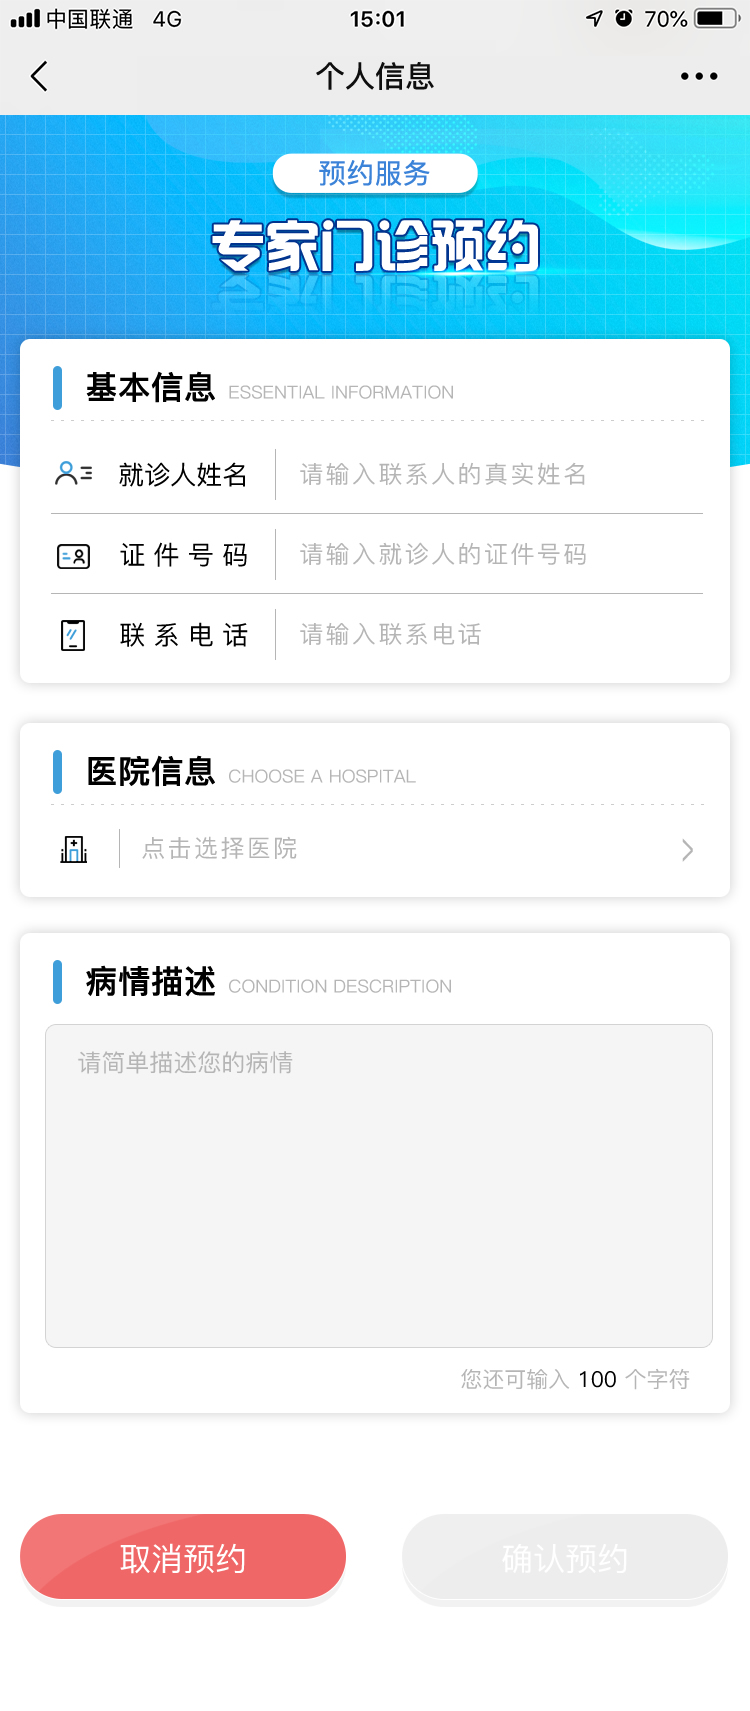 中国联通 4G 15:01 70%
个人信息
预约服务
专家门诊预约
基本信息 ESSENTIAL INFORMATION
就诊人姓名 请输入联系人的真实姓名
证件号码 请输入就诊人的证件号码
联系电话 请输入联系电话
医院信息 CHOOSE A HOSPITAL
点击选择医院
病情描述 CONDITION DESCRIPTION
请简单描述您的病情
您还可输入 100 个字符
取消预约 确认预约